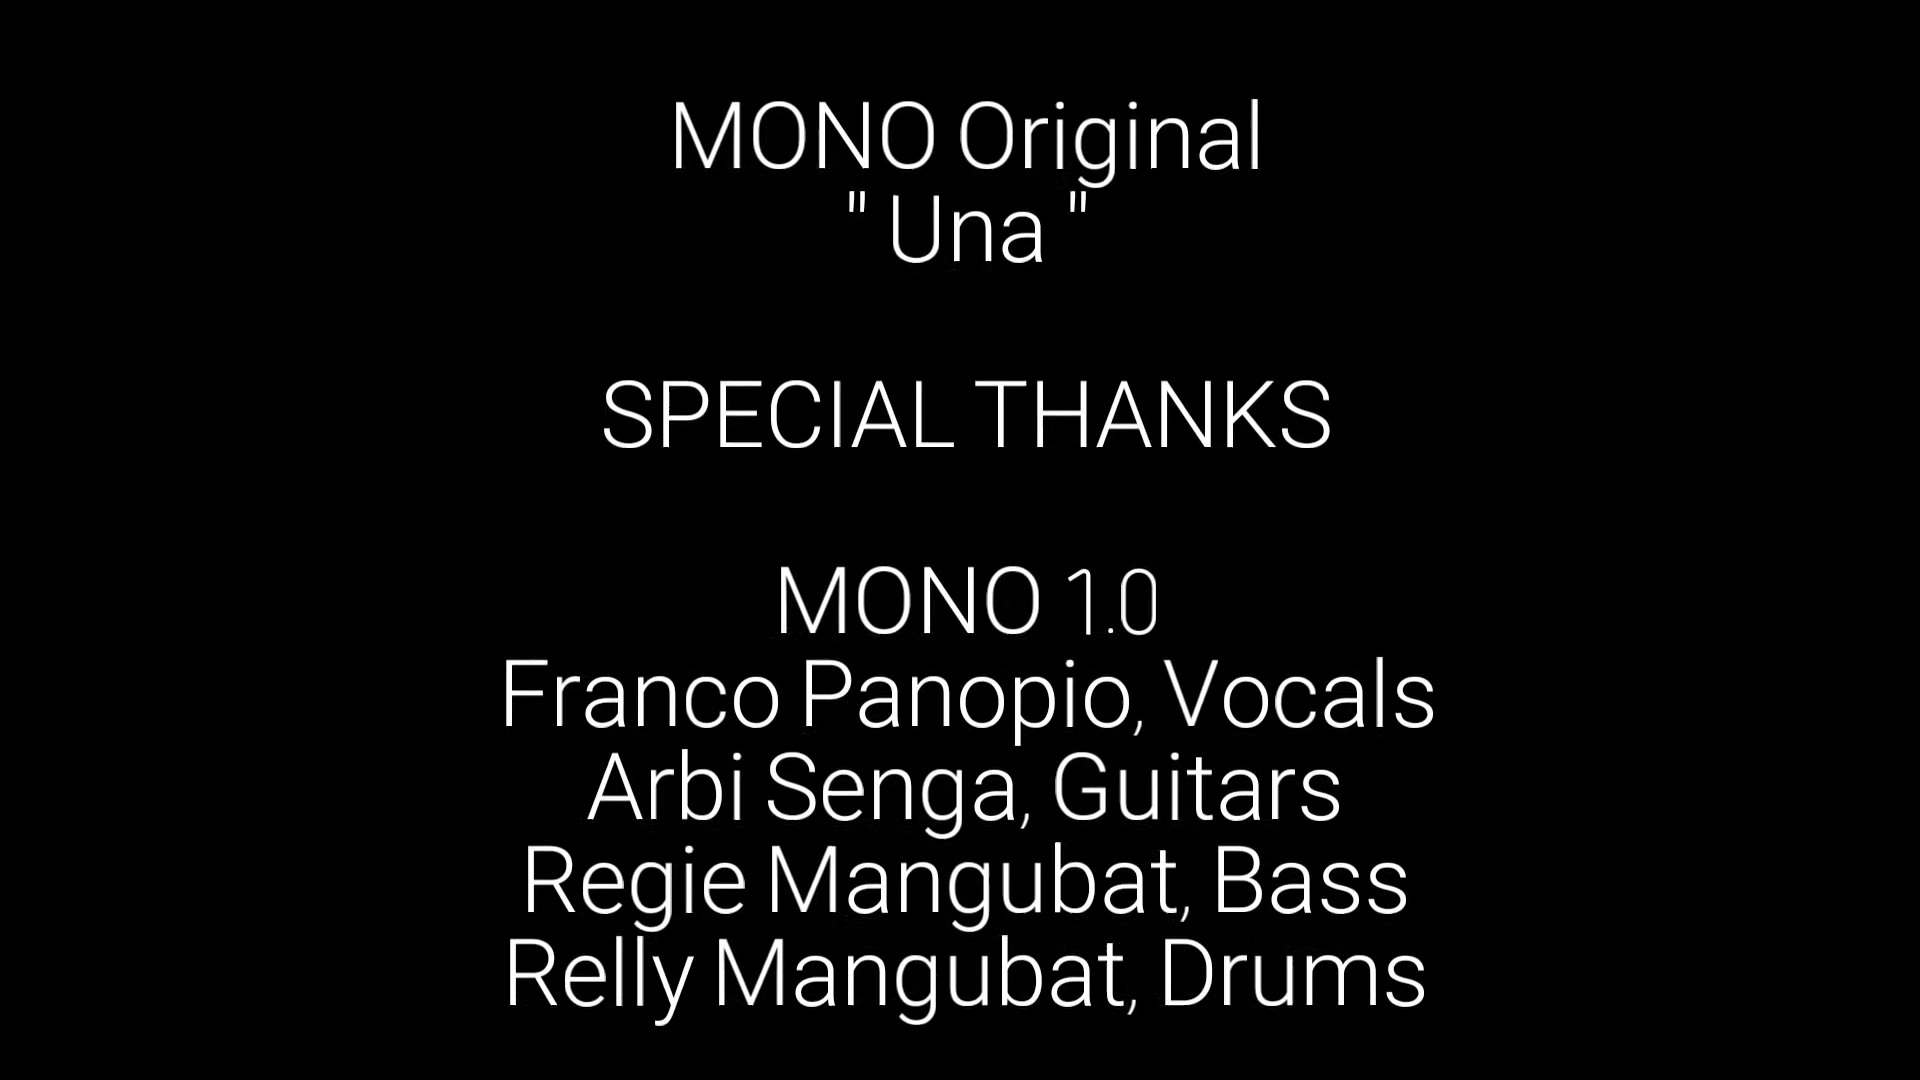 MONO Original
" Una "
SPECIAL THANKS
MONO 1.0
Franco Panopio, Vocals
Arbi Senga, Guitars
Regie Mangubat, Bass
Relly Mangubat, Drums